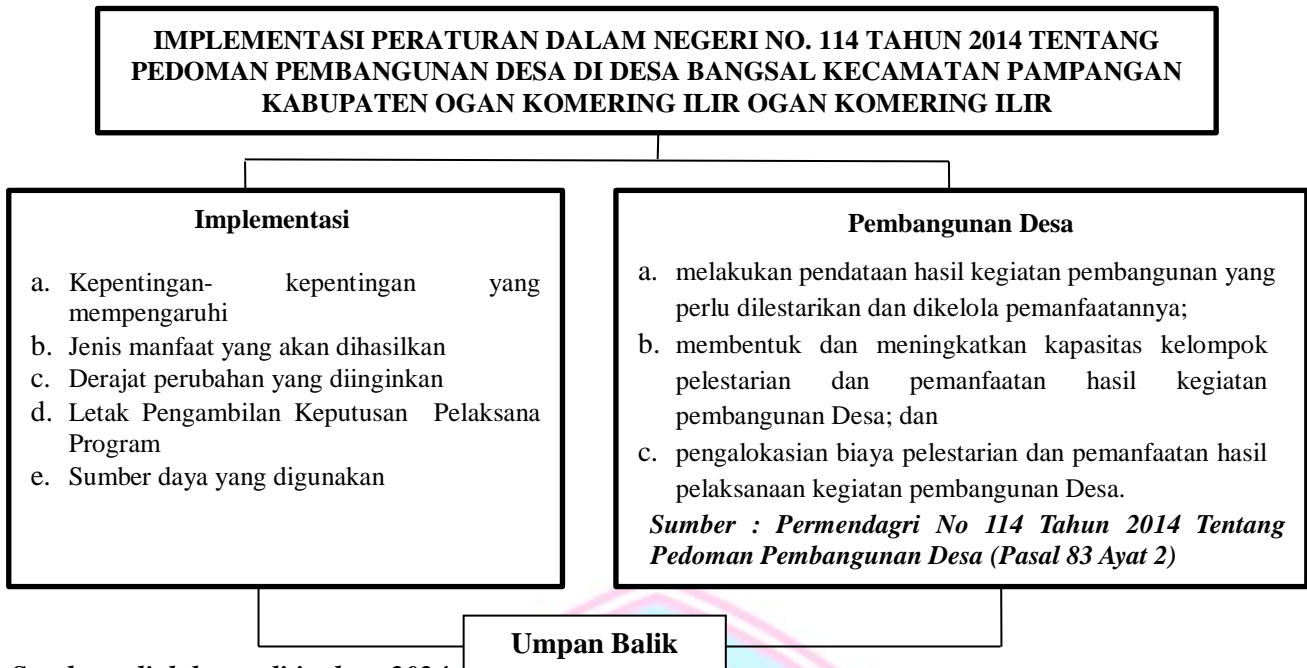 IMPLEMENTASI PERATURAN DALAM NEGERI NO. 114 TAHUN 2014 TENTANG
PEDOMAN PEMBANGUNAN DESA DI DESA BANGSAL KECAMATAN PAMPANGAN
KABUPATEN OGAN KOMERING ILIR OGAN KOMERING ILIR
Implementasi
a. Kepentingan- kepentingan yang
mempengaruhi
b. Jenis manfaat yang akan dihasilkan
c. Derajat perubahan yang diinginkan
d. Letak Pengambilan Keputusan Pelaksana
Program
e. Sumber daya yang digunakan
Pembangunan Desa
a. melakukan pendataan hasil kegiatan pembangunan yang
perlu dilestarikan dan dikelola pemanfaatannya;
b. membentuk dan meningkatkan kapasitas kelompok
pelestarian dan pemanfaatan hasil kegiatan
pembangunan Desa; dan
c. pengalokasian biaya pelestarian dan pemanfaatan hasil
pelaksanaan kegiatan pembangunan Desa.
Sumber : Permendagri No 114 Tahun 2014 Tentang
Pedoman Pembangunan Desa (Pasal 83 Ayat 2)
Umpan Balik